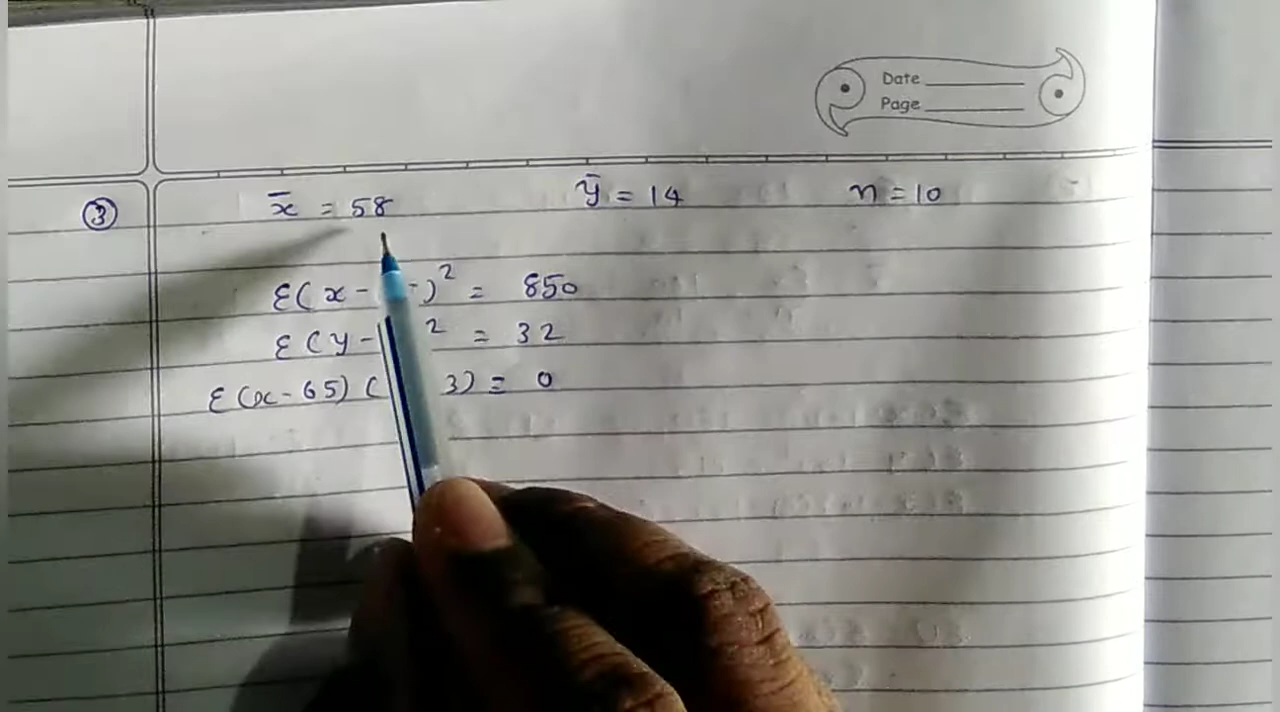 Date
Page
③ x̄ = 58 ȳ = 14 n = 10
Ɛ(x - )² = 850
Ɛ(y - ² = 32
Ɛ(x - 65)( 3) = 0